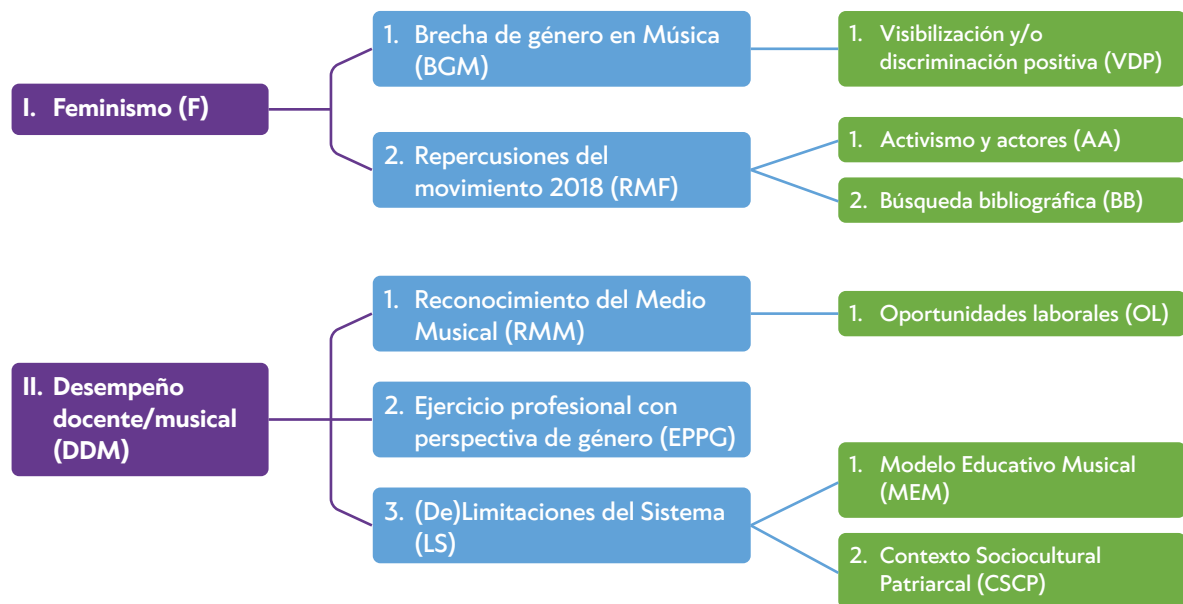 I. Feminismo (F)
1. Brecha de género en Música
(BGM)
1. Visibilización y/o
discriminación positiva (VDP)
2. Repercusiones del
movimiento 2018 (RMF)
1. Activismo y actores (AA)
2. Búsqueda bibliográfica (BB)
II. Desempeño
docente/musical
(DDM)
1. Reconocimiento del Medio
Musical (RMM)
1. Oportunidades laborales (OL)
2. Ejercicio profesional con
perspectiva de género (EPPG)
3. (De)Limitaciones del Sistema
(LS)
1. Modelo Educativo Musical
(MEM)
2. Contexto Sociocultural
Patriarcal (CSCP)